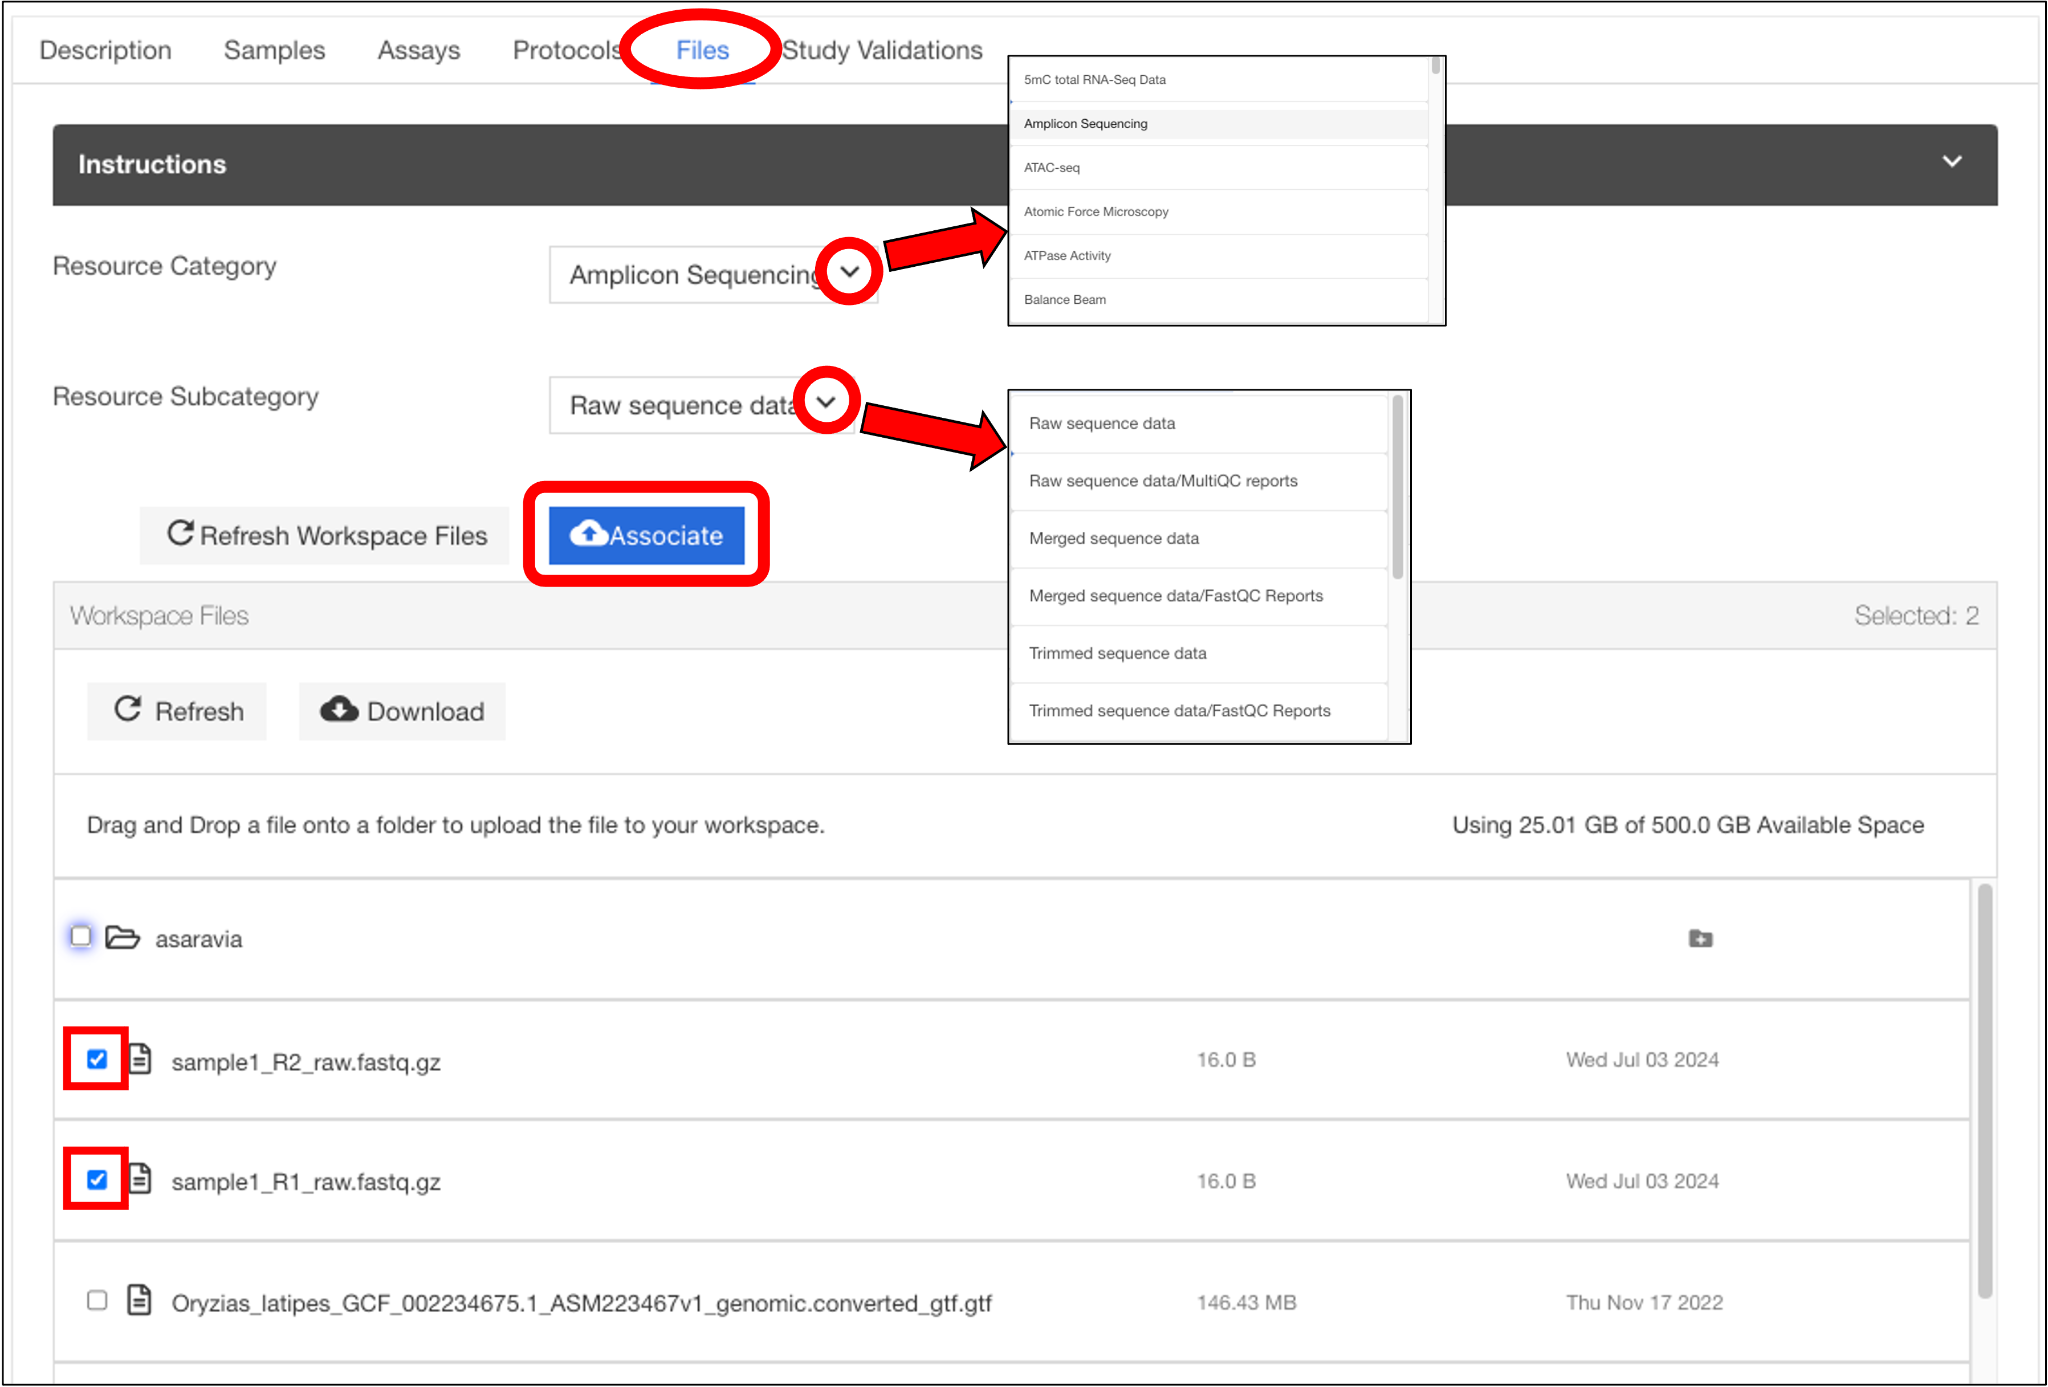 Description Samples Assays Protocols Files Study Validations
5mC total RNA-Seq Data
Amplicon Sequencing
ATAC-seq
Atomic Force Microscopy
ATPase Activity
Balance Beam
Instructions
Resource Category
Amplicon Sequencing
Resource Subcategory
Raw sequence data
Raw sequence data
Raw sequence data/MultiQC reports
Merged sequence data
Merged sequence data/FastQC Reports
Trimmed sequence data
Trimmed sequence data/FastQC Reports
Refresh Workspace Files Associate
Workspace Files Selected: 2
Refresh Download
Drag and Drop a file onto a folder to upload the file to your workspace. Using 25.01 GB of 500.0 GB Available Space
asaravia
sample1_R2_raw.fastq.gz 16.0 B Wed Jul 03 2024
sample1_R1_raw.fastq.gz 16.0 B Wed Jul 03 2024
Oryzias_latipes_GCF_002234675.1_ASM223467v1_genomic.converted_gtf.gtf 146.43 MB Thu Nov 17 2022